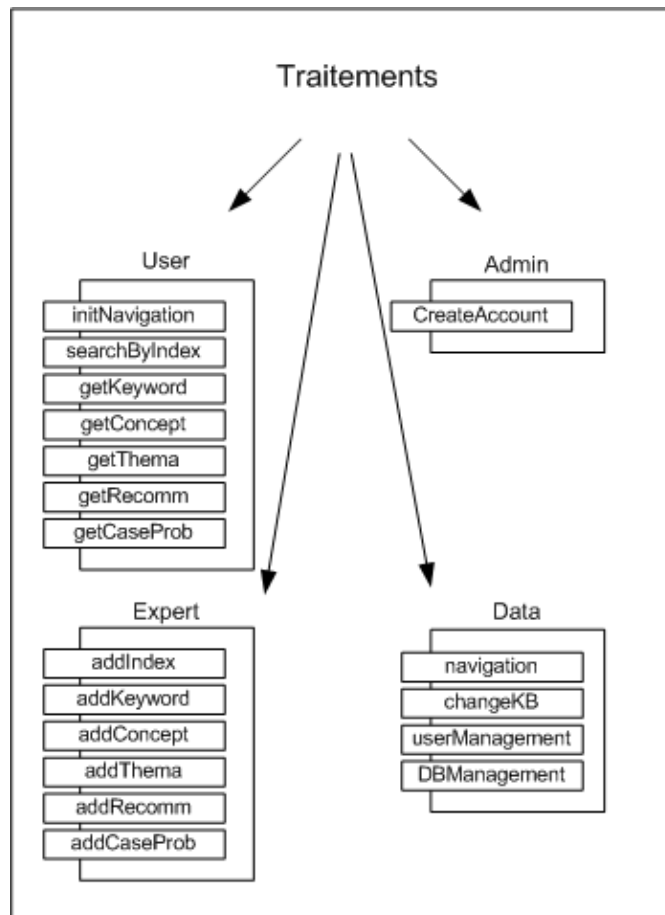 Traitements
User
initNavigation
searchByIndex
getKeyword
getConcept
getThema
getRecomm
getCaseProb
Admin
CreateAccount
Expert
addIndex
addKeyword
addConcept
addThema
addRecomm
addCaseProb
Data
navigation
changeKB
userManagement
DBManagement